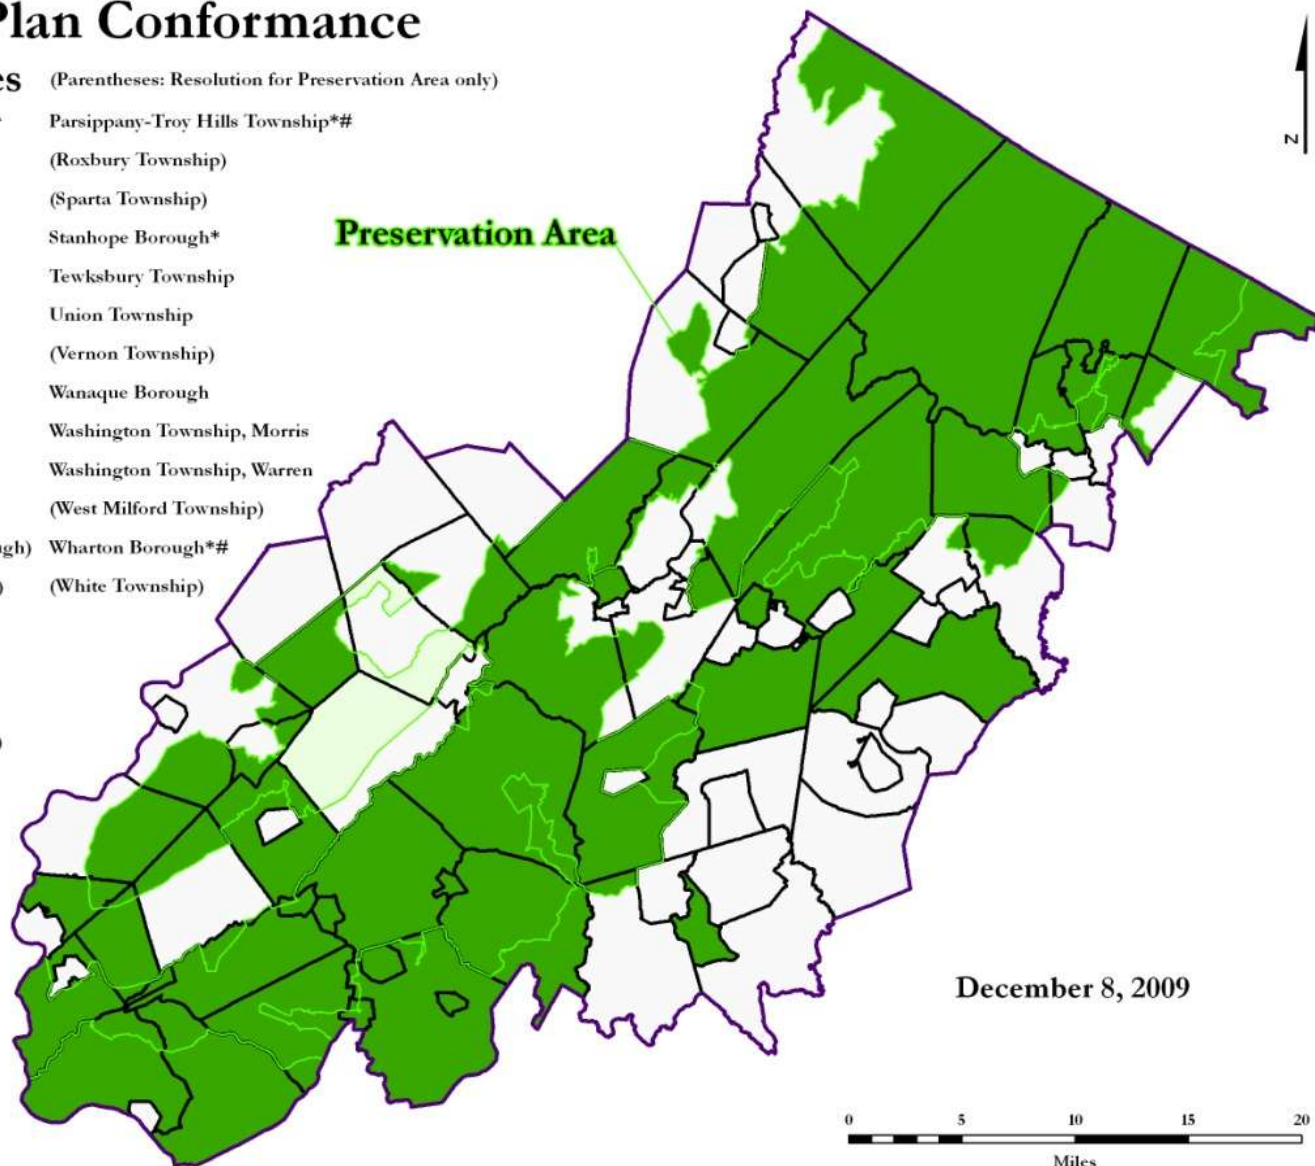 Plan Conformance
es (Parentheses: Resolution for Preservation Area only)
Parsippany-Troy Hills Township*#
(Roxbury Township)
(Sparta Township)
Stanhope Borough*
Tewksbury Township
Union Township
(Vernon Township)
Wanaque Borough
Washington Township, Morris
Washington Township, Warren
(West Milford Township)
ugh) Wharton Borough*#
) (White Township)
)
Preservation Area
N
December 8, 2009
0 5 10 15 20
Miles